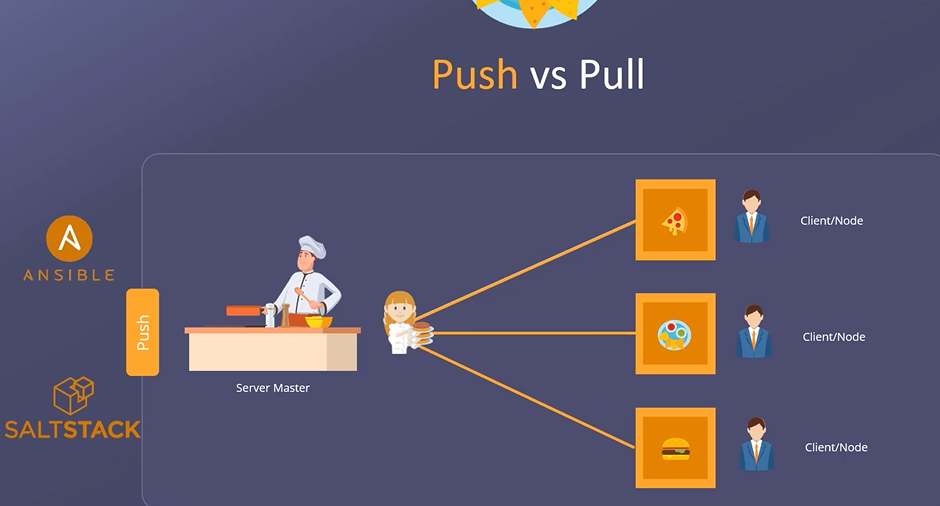 Push vs Pull
ANSIBLE
Push
SALTSTACK
Server Master
Client/Node
Client/Node
Client/Node